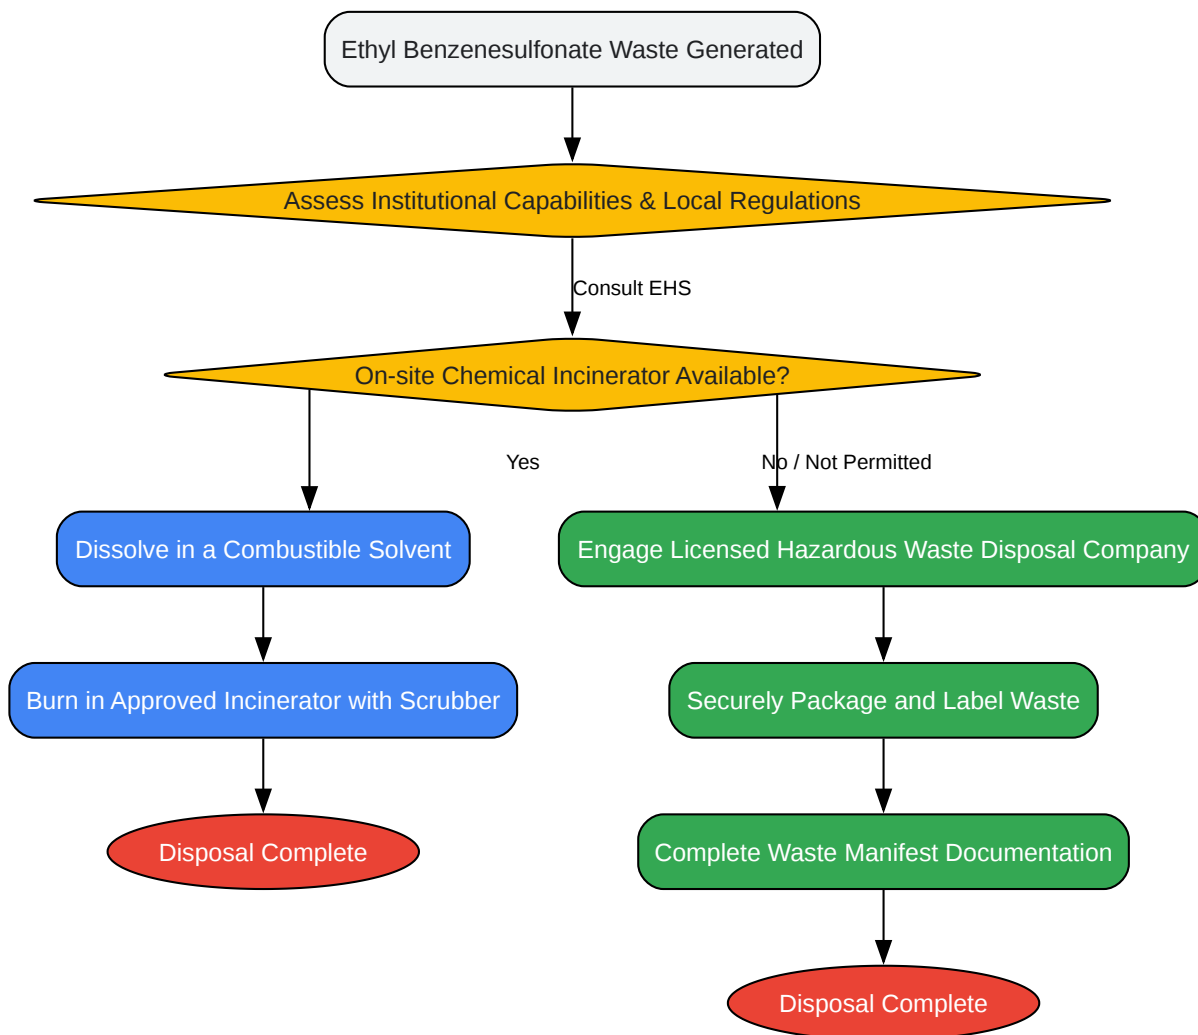 Ethyl Benzenesulfonate Waste Generated
Assess Institutional Capabilities & Local Regulations
Consult EHS
On-site Chemical Incinerator Available?
Yes
No / Not Permitted
Dissolve in a Combustible Solvent
Engage Licensed Hazardous Waste Disposal Company
Burn in Approved Incinerator with Scrubber
Securely Package and Label Waste
Disposal Complete
Complete Waste Manifest Documentation
Disposal Complete